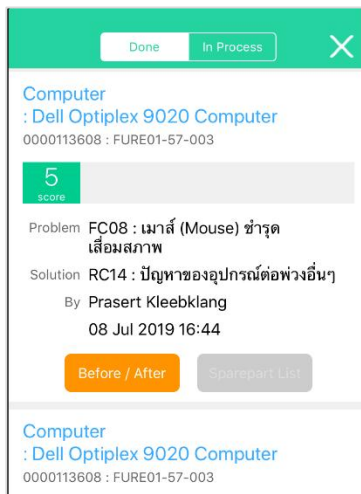 Done In Process
Computer
: Dell Optiplex 9020 Computer
0000113608 : FURE01-57-003
5
score
Problem FC08 : เมาส์ (Mouse) ชำรุด
เสื่อมสภาพ
Solution RC14 : ปัญหาของอุปกรณ์ต่อพ่วงอื่นๆ
By Prasert Kleebklang
08 Jul 2019 16:44
Before / After Sparepart List
Computer
: Dell Optiplex 9020 Computer
0000113608 : FURE01-57-003